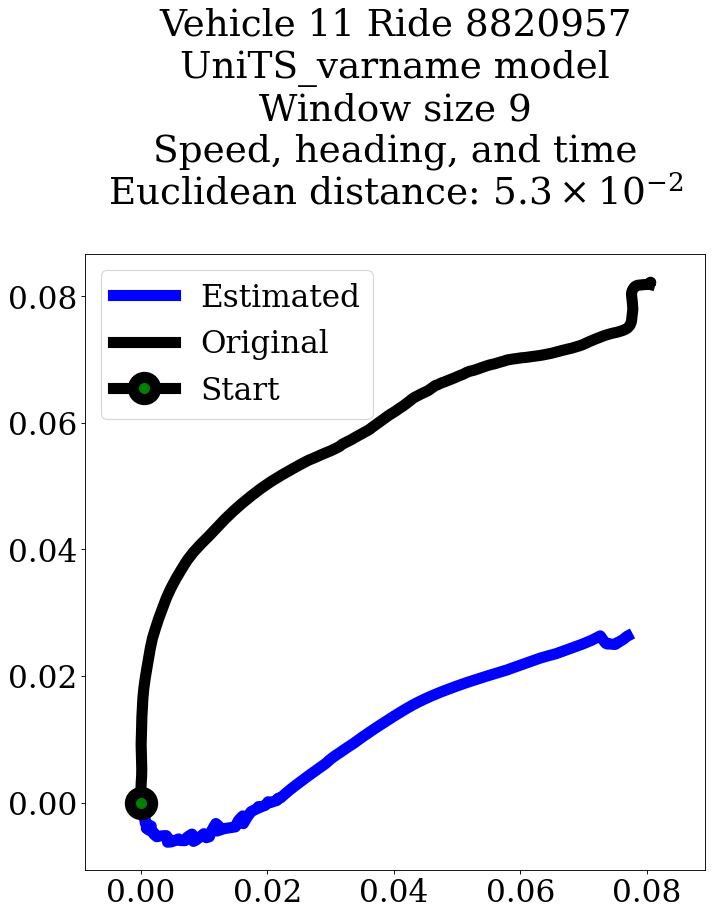 Vehicle 11 Ride 8820957
UniTS_varname model
Window size 9
Speed, heading, and time
Euclidean distance: 5.3 × 10⁻²
Estimated
Original
Start
0.08
0.06
0.04
0.02
0.00
0.00 0.02 0.04 0.06 0.08